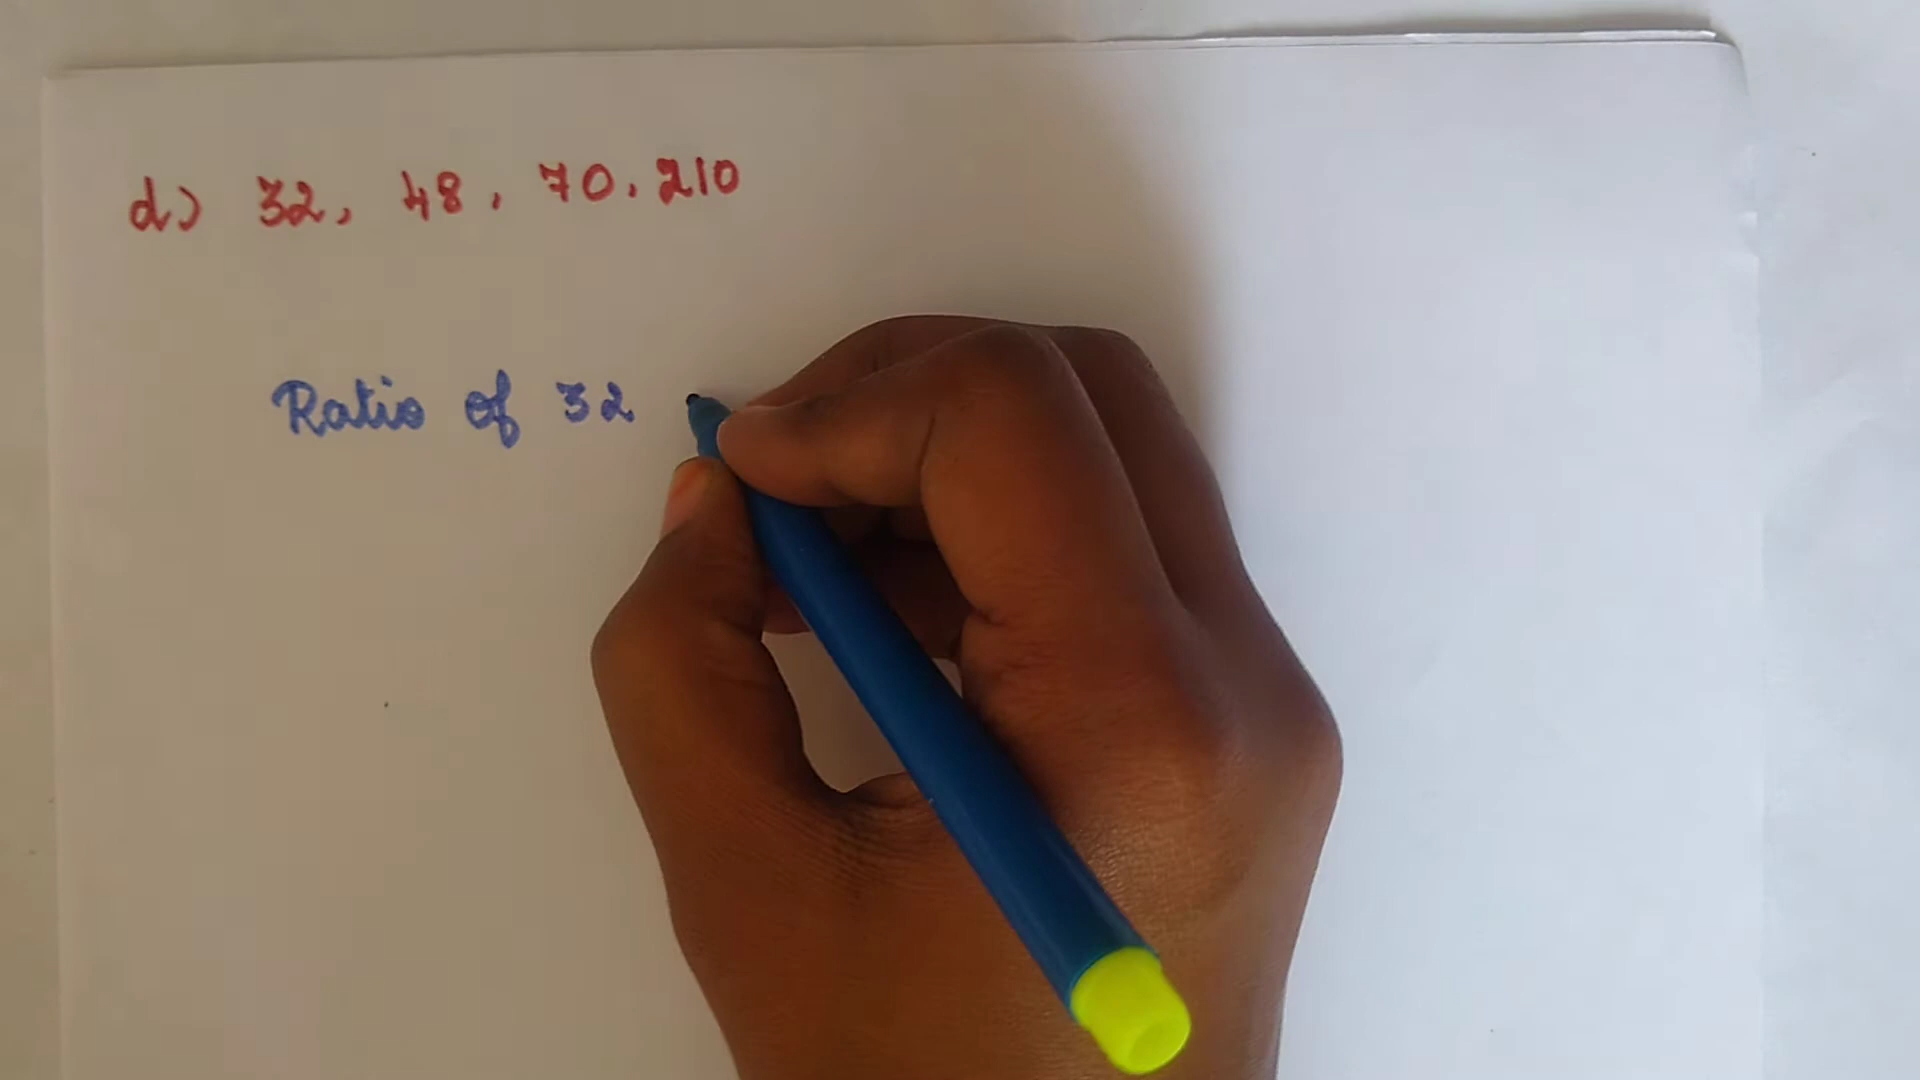 d) 32, 48, 70, 210
Ratio of 32